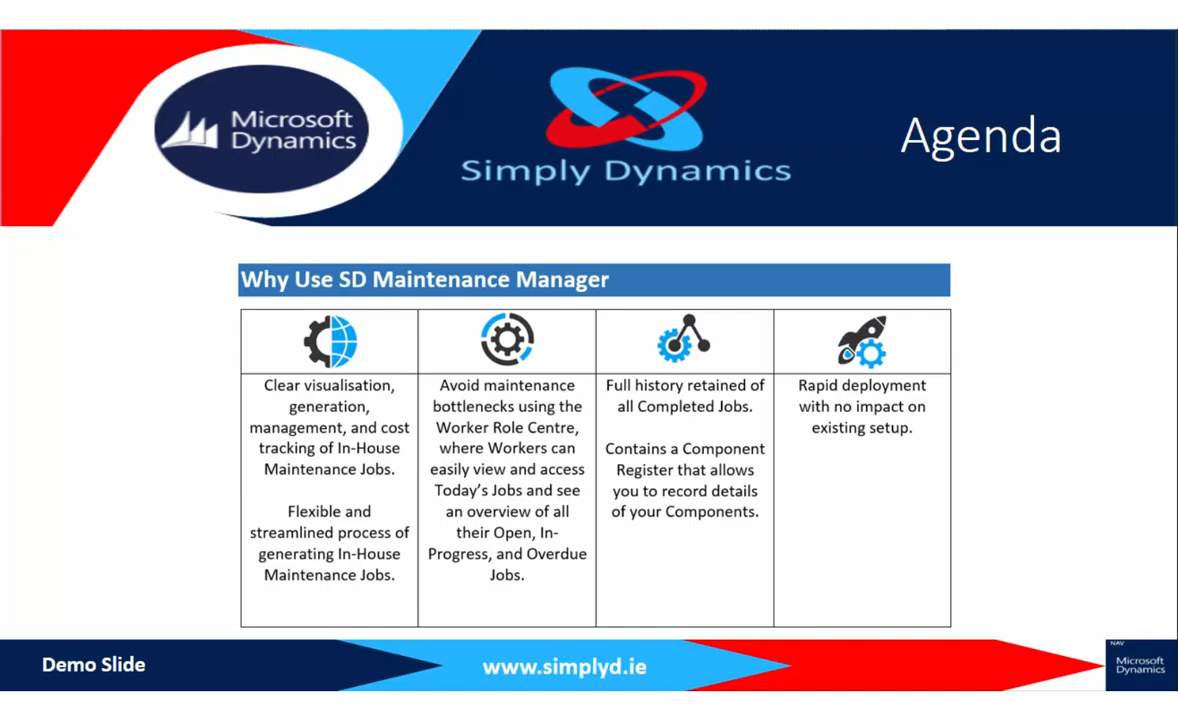 Microsoft
Dynamics
Simply Dynamics
Agenda
Why Use SD Maintenance Manager
Clear visualisation,
generation,
management, and cost
tracking of In-House
Maintenance Jobs.
Flexible and
streamlined process of
generating In-House
Maintenance Jobs.
Avoid maintenance
bottlenecks using the
Worker Role Centre,
where Workers can
easily view and access
Today's Jobs and see
an overview of all
their Open, In-
Progress, and Overdue
Jobs.
Full history retained of
all Completed Jobs.
Contains a Component
Register that allows
you to record details
of your Components.
Rapid deployment
with no impact on
existing setup.
Demo Slide
www.simplyd.ie
NAV
Microsoft
Dynamics